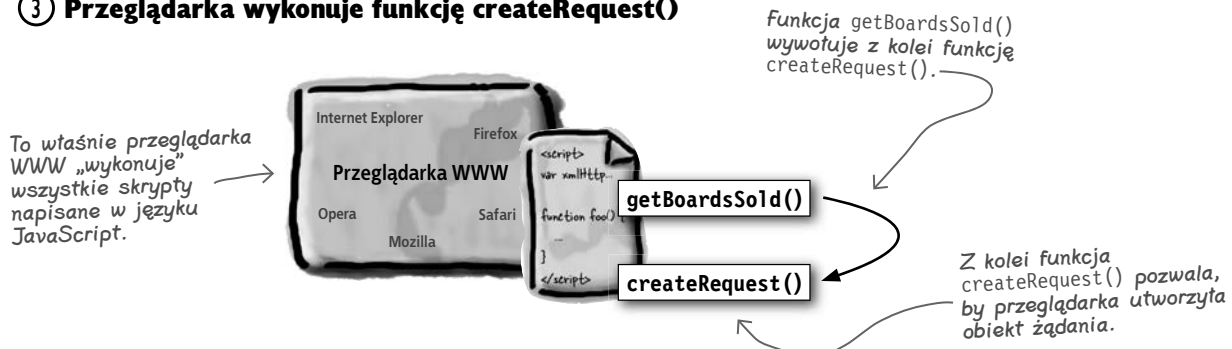 3 Przeglądarka wykonuje funkcję createRequest()
Funkcja getBoardsSold()
wywołuje z kolei funkcję
createRequest().
To właśnie przeglądarka
WWW „wykonuje”
wszystkie skrypty
napisane w języku
JavaScript.
Internet Explorer
Firefox
Przeglądarka WWW
Opera
Safari
Mozilla
<script>
var xmlHttp...
function foo() {
...
}
</script>
getBoardsSold()
createRequest()
Z kolei funkcja
createRequest() pozwala,
by przeglądarka utworzyła
obiekt żądania.